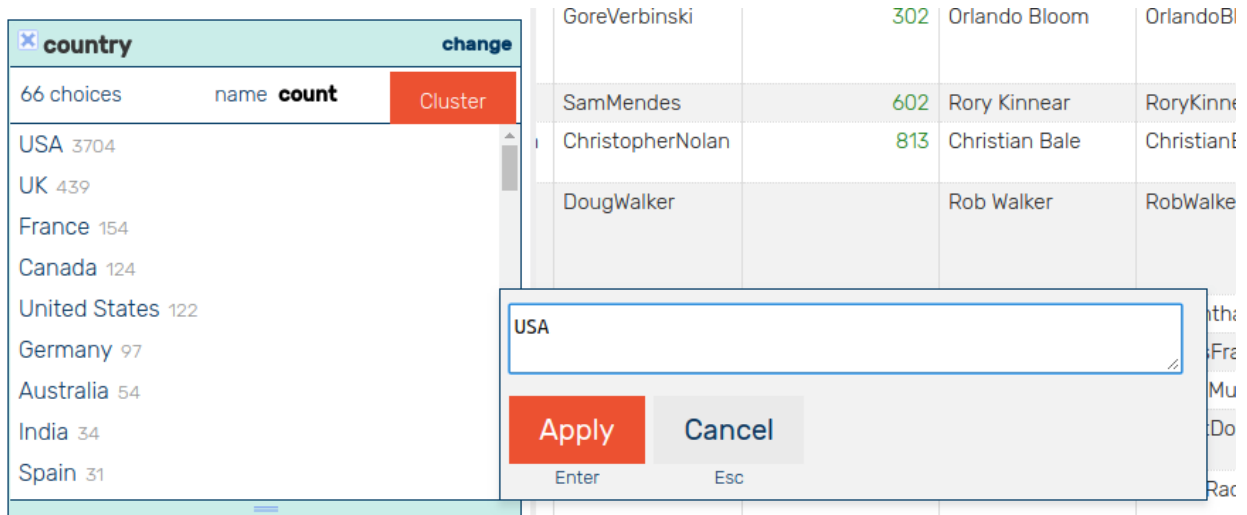 country change
66 choices name count Cluster
USA 3704
UK 439
France 154
Canada 124
United States 122
Germany 97
Australia 54
India 34
Spain 31
GoreVerbinski 302 Orlando Bloom
SamMendes 602 Rory Kinnear
ChristopherNolan 813 Christian Bale
DougWalker Rob Walker
USA
Apply Cancel
Enter Esc